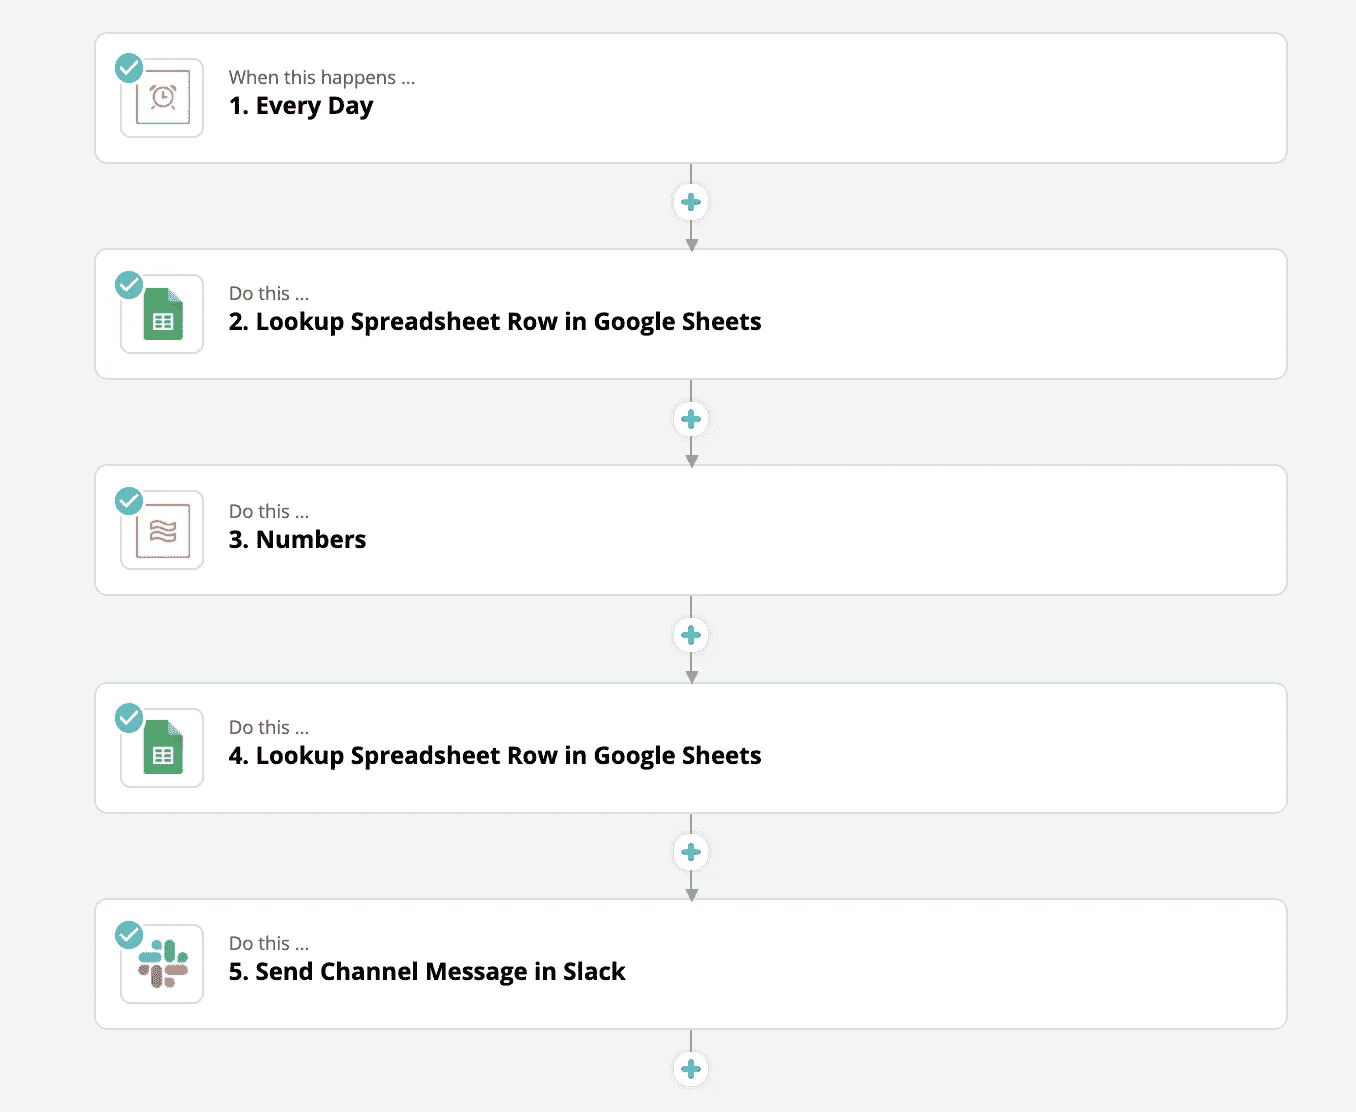 When this happens ...
1. Every Day
Do this ...
2. Lookup Spreadsheet Row in Google Sheets
Do this ...
3. Numbers
Do this ...
4. Lookup Spreadsheet Row in Google Sheets
Do this ...
5. Send Channel Message in Slack